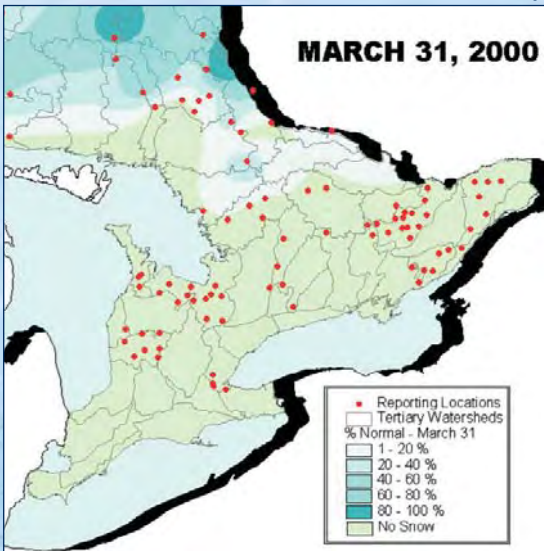 MARCH 31, 2000
Reporting Locations
Tertiary Watersheds
% Normal - March 31
1 - 20 %
20 - 40 %
40 - 60 %
60 - 80 %
80 - 100 %
No Snow